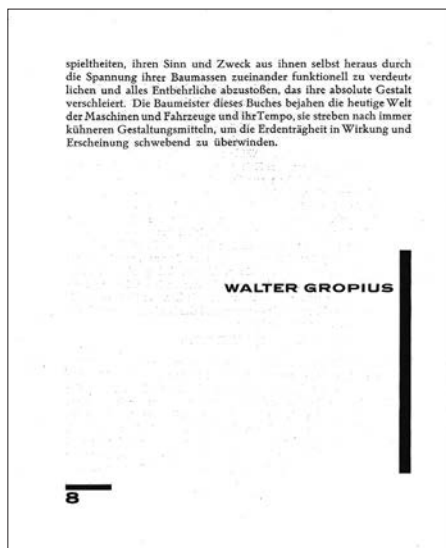 spieltheiten, ihren Sinn und Zweck aus ihnen selbst heraus durch
die Spannung ihrer Baumassen zueinander funktionell zu verdeut-
lichen und alles Entbehrliche abzustoßen, das ihre absolute Gestalt
verschleiert. Die Baumeister dieses Buches bejahen die heutige Welt
der Maschinen und Fahrzeuge und ihr Tempo, sie streben nach immer
kühneren Gestaltungsmitteln, um die Erdenträgheit in Wirkung und
Erscheinung schwebend zu überwinden.
WALTER GROPIUS
8